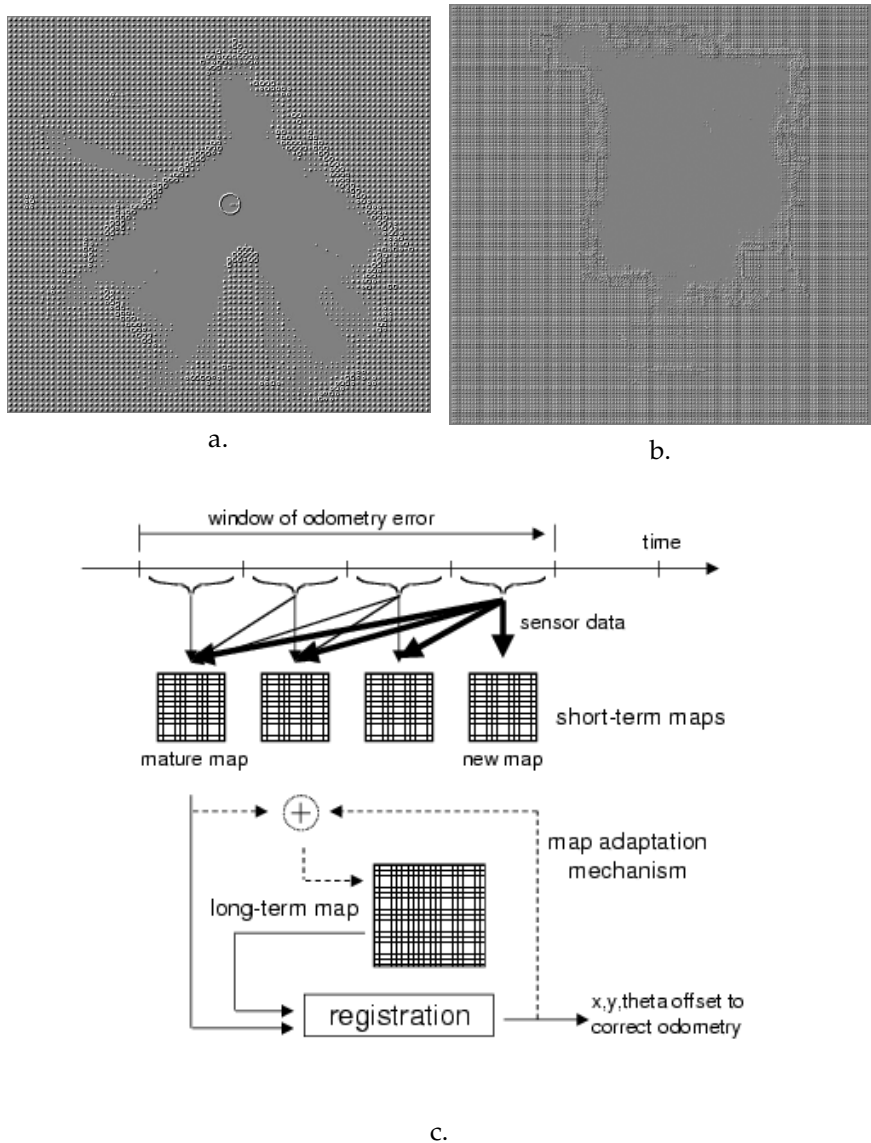 a.
b.
window of odometry error
time
sensor data
short-term maps
mature map
new map
map adaptation
mechanism
long-term map
registration
x,y,theta offset to
correct odometry
c.